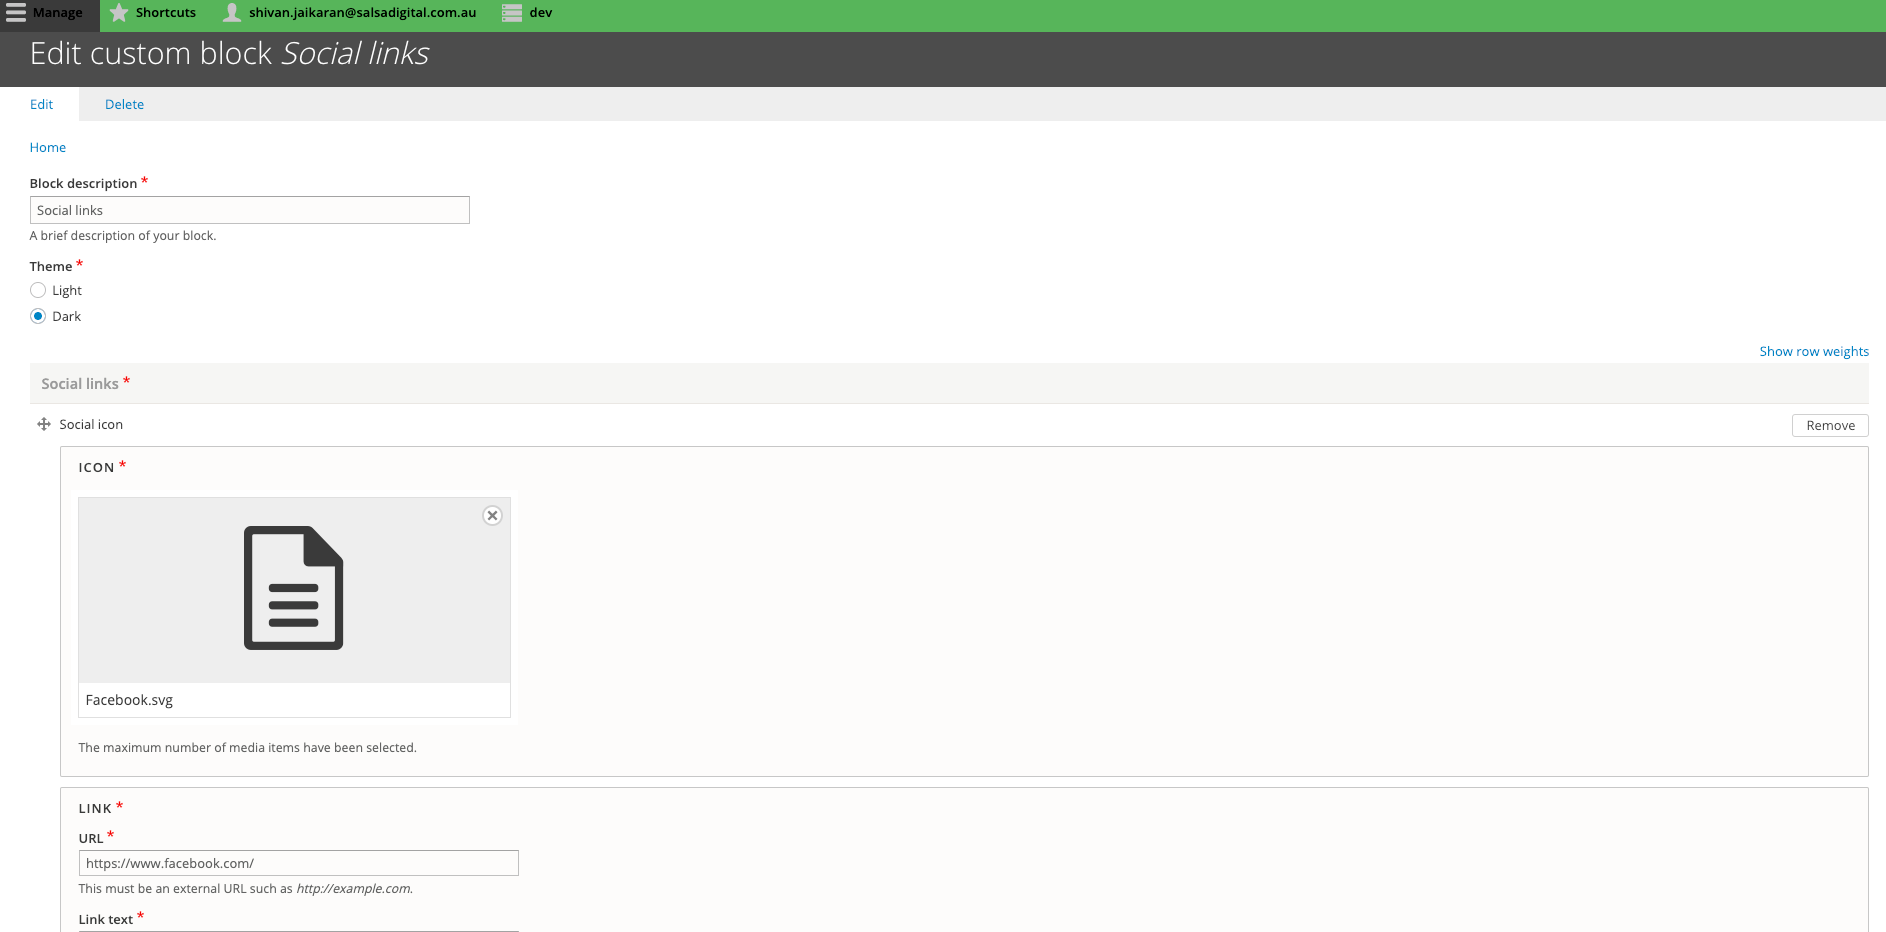 Manage Shortcuts shivan.jaikaran@salsadigital.com.au dev
Edit custom block Social links
Edit Delete
Home
Block description *
Social links
A brief description of your block.
Theme *
Light
Dark
Show row weights
Social links *
Social icon Remove
ICON *
Facebook.svg
The maximum number of media items have been selected.
LINK *
URL *
https://www.facebook.com/
This must be an external URL such as http://example.com.
Link text *